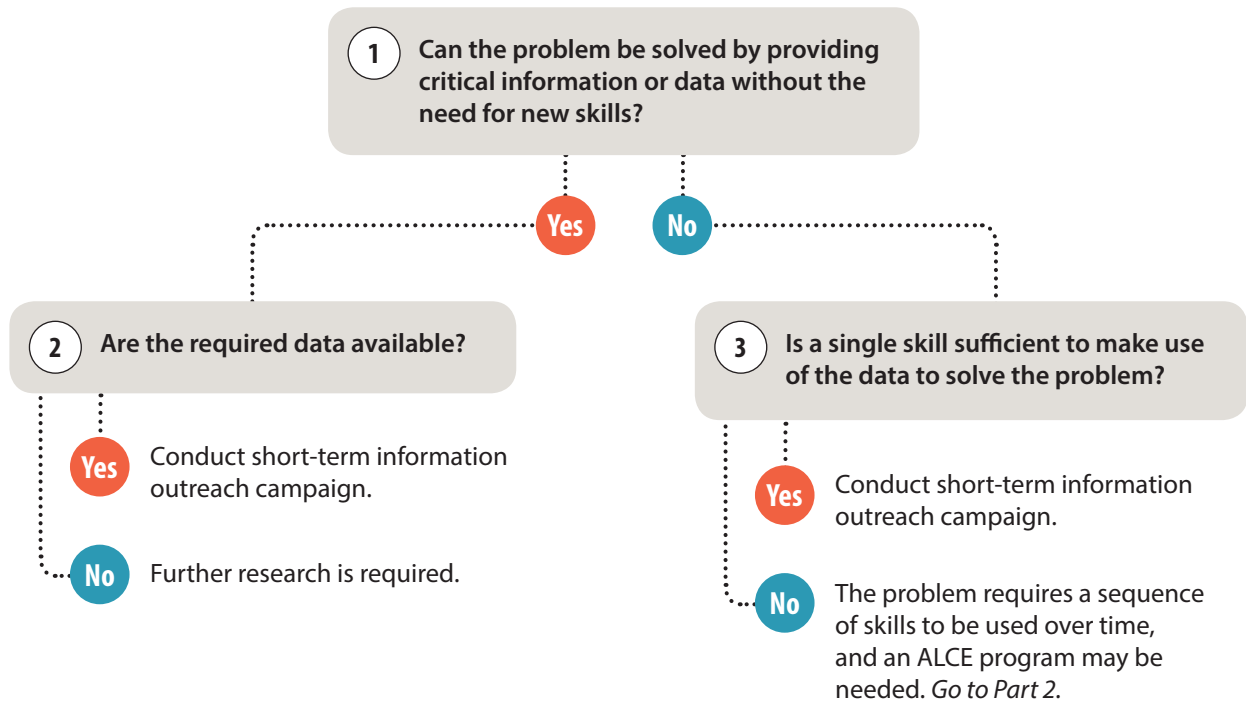 1
Can the problem be solved by providing
critical information or data without the
need for new skills?
Yes
No
2
Are the required data available?
Yes
Conduct short-term information
outreach campaign.
No
Further research is required.
3
Is a single skill sufficient to make use
of the data to solve the problem?
Yes
Conduct short-term information
outreach campaign.
No
The problem requires a sequence
of skills to be used over time,
and an ALCE program may be
needed. Go to Part 2.